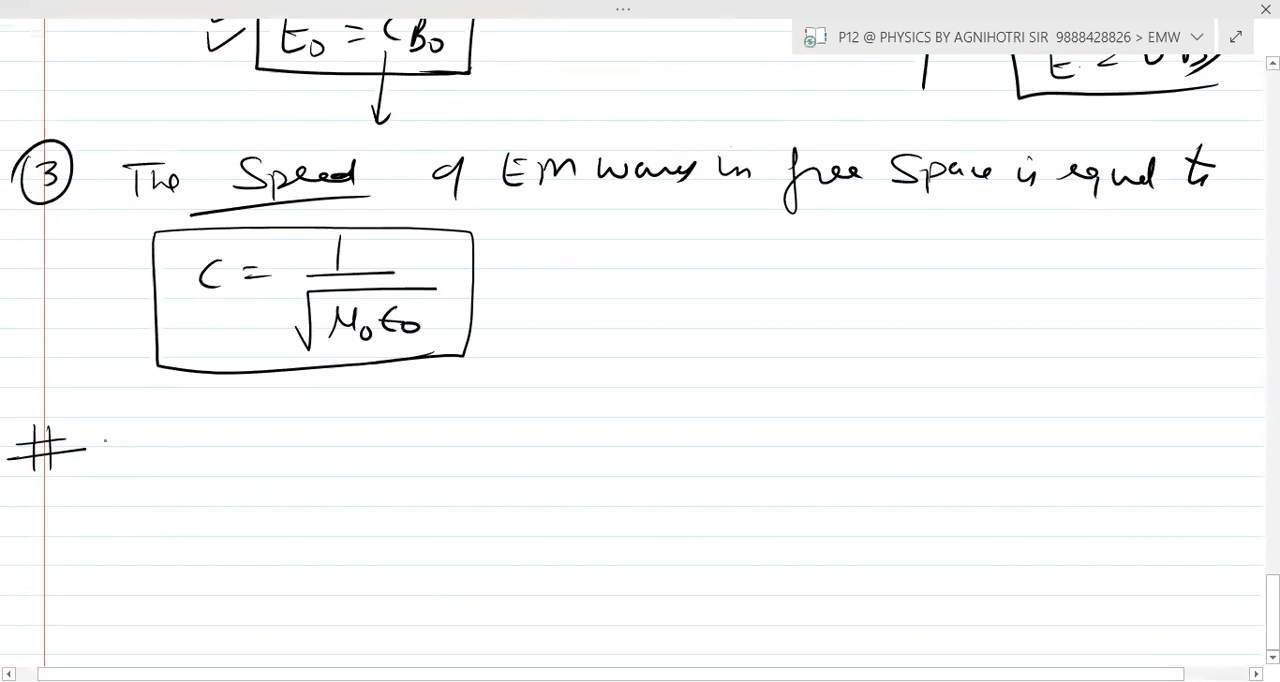 P12 @ PHYSICS BY AGNIHOTRI SIR 9888428826 > EMW
E₀ = CB₀
③ The Speed of EM waves in free Space is equal to
C = 1/√μ₀ε₀
#